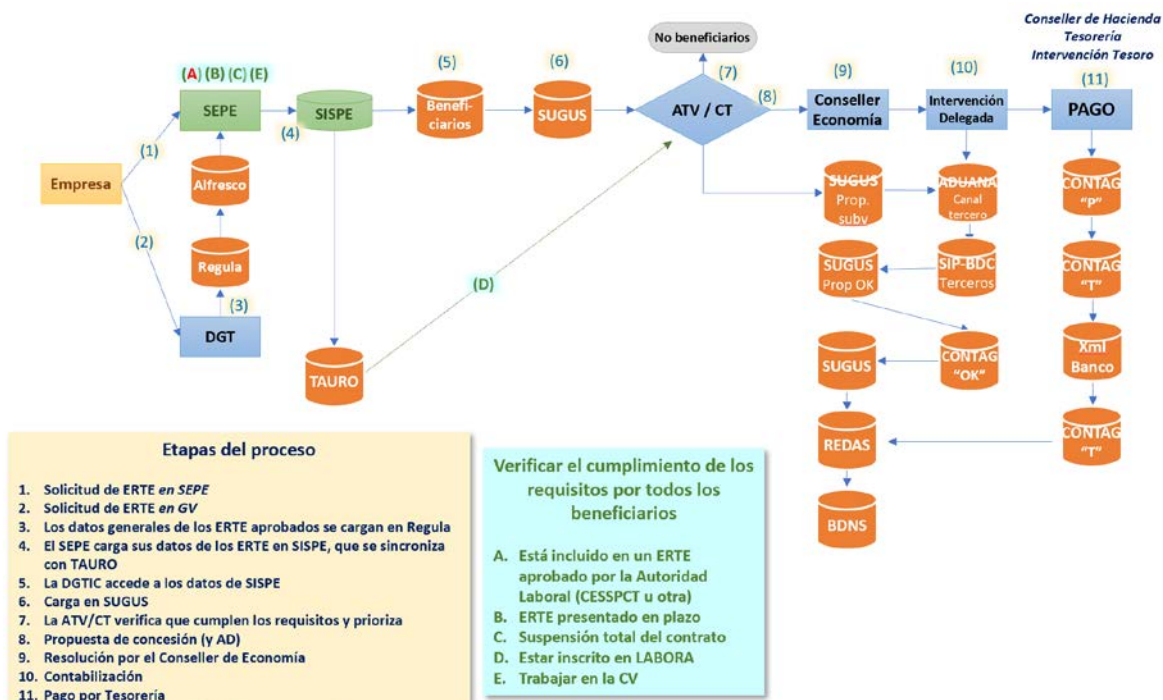 Conseller de Hacienda
Tesorería
Intervención Tesoro
No beneficiarios
(A) (B) (C) (E)
(5)
(6)
(7)
(8)
(9)
(10)
(11)
SEPE
(4)
SISPE
Benefi-
ciarios
SUGUS
ATV / CT
Conseller
Economía
Intervención
Delegada
PAGO
(1)
Empresa
Alfresco
(2)
Regula
(3)
DGT
(D)
TAURO
SUGUS
Prop.
subv
ADUANA
Canal
tercero
CONTAG
"P"
SUGUS
Prop OK
SIP-BDC
Terceros
CONTAG
"T"
SUGUS
CONTAG
"OK"
Xml
Banco
REDAS
CONTAG
"T"
BDNS
Etapas del proceso
1. Solicitud de ERTE en SEPE
2. Solicitud de ERTE en GV
3. Los datos generales de los ERTE aprobados se cargan en Regula
4. El SEPE carga sus datos de los ERTE en SISPE, que se sincroniza
con TAURO
5. La DGTIC accede a los datos de SISPE
6. Carga en SUGUS
7. La ATV/CT verifica que cumplen los requisitos y prioriza
8. Propuesta de concesión (y AD)
9. Resolución por el Conseller de Economía
10. Contabilización
11. Pago por Tesorería
Verificar el cumplimiento de los
requisitos por todos los
beneficiarios
A. Está incluido en un ERTE
aprobado por la Autoridad
Laboral (CESSPCT u otra)
B. ERTE presentado en plazo
C. Suspensión total del contrato
D. Estar inscrito en LABORA
E. Trabajar en la CV